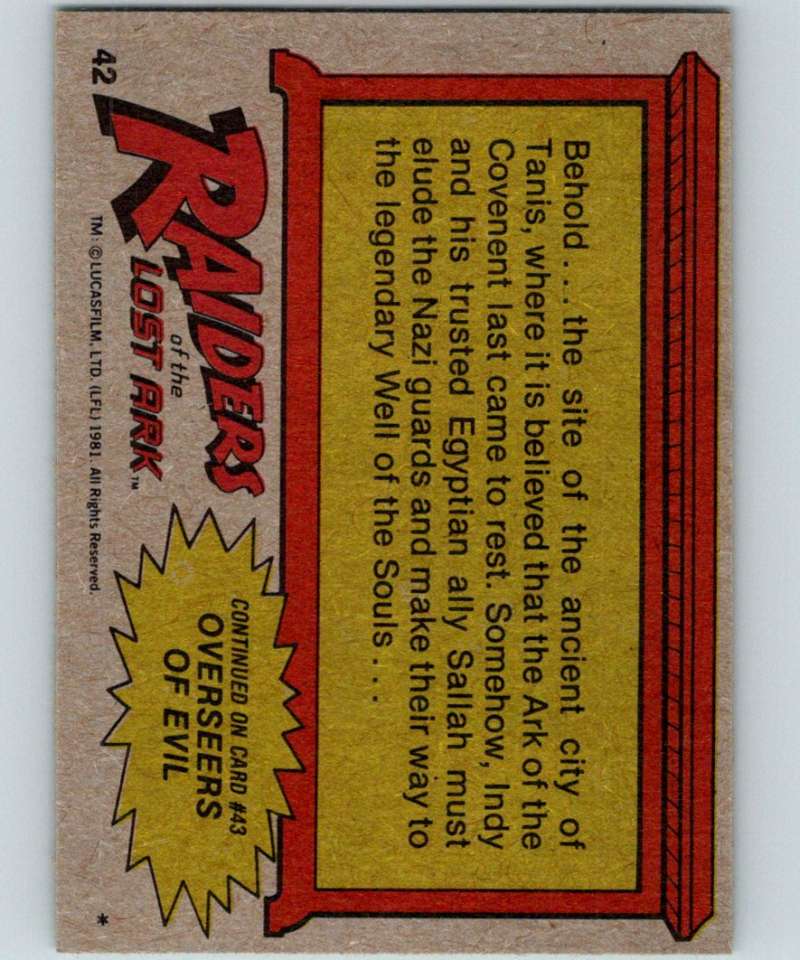 Behold . . . the site of the ancient city of
Tanis, where it is believed that the Ark of the
Covenent last came to rest. Somehow, Indy
and his trusted Egyptian ally Sallah must
elude the Nazi guards and make their way to
the legendary Well of the Souls . . .
RAIDERS
of the
LOST ARK™
CONTINUED ON CARD #43
OVERSEERS
OF EVIL
42
TM: © LUCASFILM, LTD (LFL) 1981. All Rights Reserved.
*